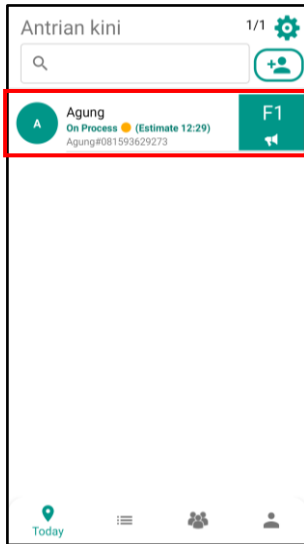 Antrian kini 1/1
A
Agung
On Process (Estimate 12:29)
Agung#081593629273
F1
Today